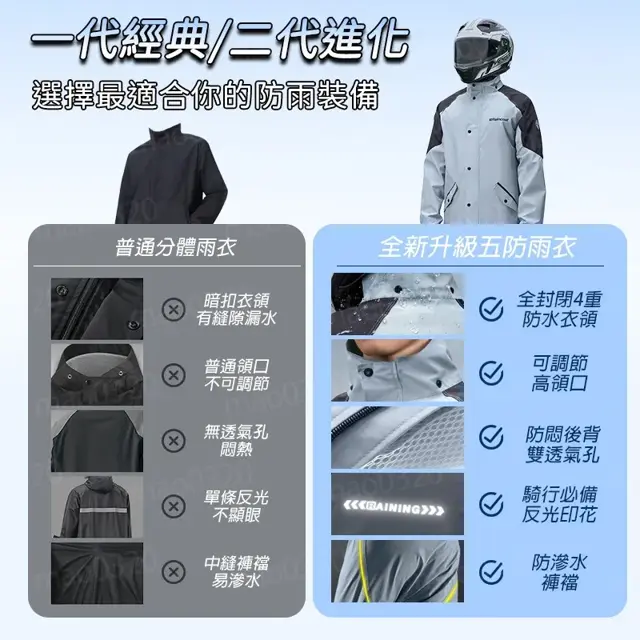 一代經典/二代進化
選擇最適合你的防雨裝備
普通分體雨衣
全新升級五防雨衣
暗扣衣領
有縫隙漏水
全封閉4重
防水衣領
普通領口
不可調節
可調節
高領口
無透氣孔
悶熱
防悶後背
雙透氣孔
單條反光
不顯眼
RAINING
騎行必備
反光印花
中縫褲襠
易滲水
防滲水
褲襠